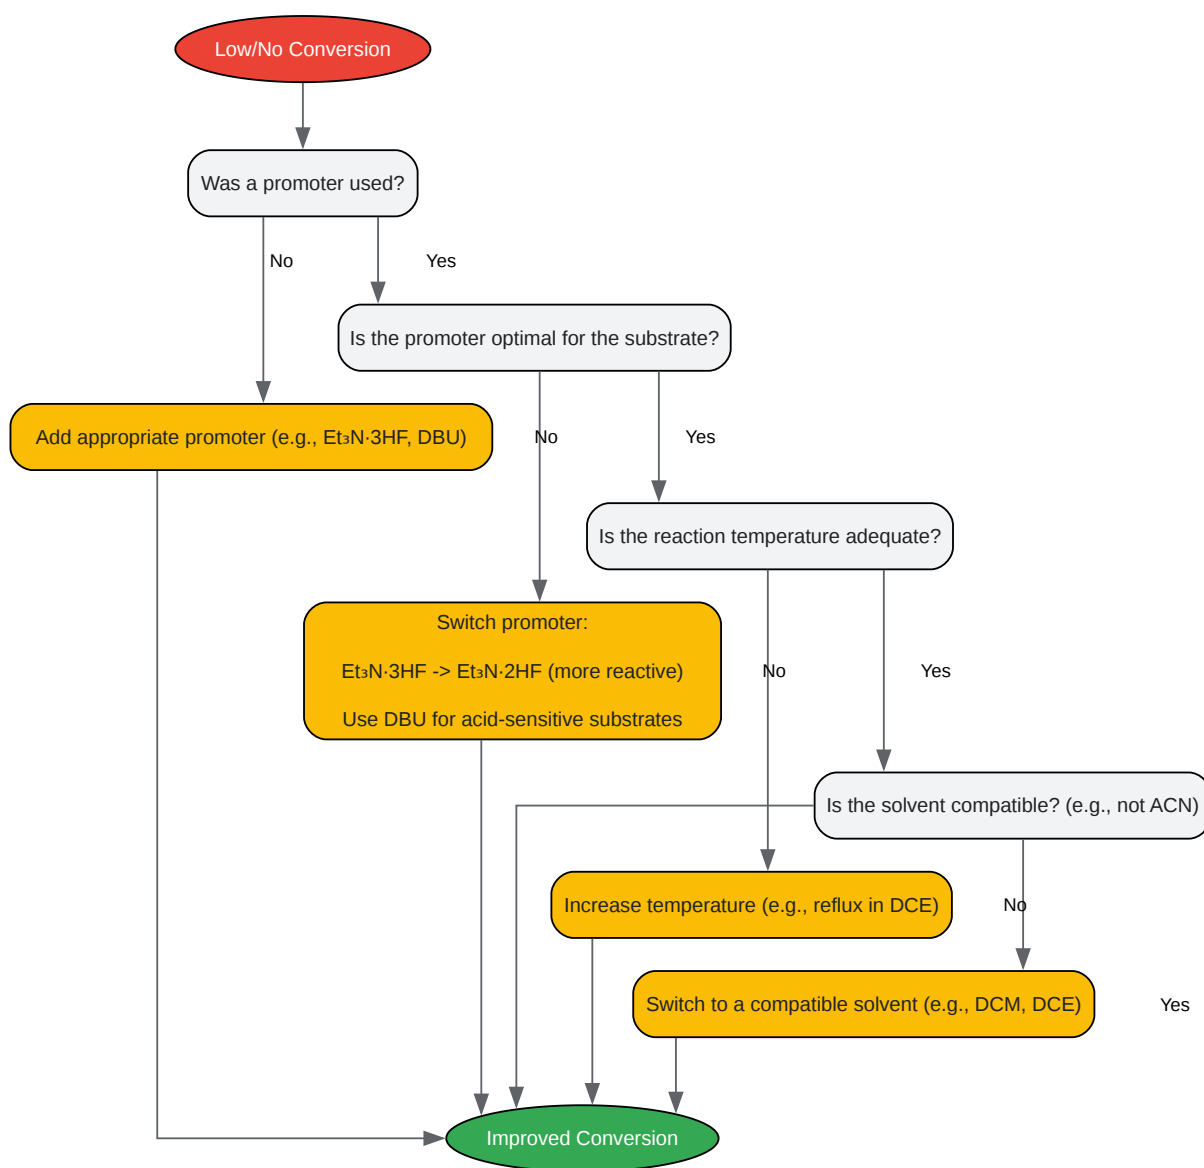 Low/No Conversion
Was a promoter used?
No
Yes
Is the promoter optimal for the substrate?
Add appropriate promoter (e.g., Et₃N·3HF, DBU)
No
Yes
Is the reaction temperature adequate?
Switch promoter:
Et₃N·3HF -> Et₃N·2HF (more reactive)
Use DBU for acid-sensitive substrates
No
Yes
Is the solvent compatible? (e.g., not ACN)
Increase temperature (e.g., reflux in DCE)
No
Switch to a compatible solvent (e.g., DCM, DCE)
Yes
Improved Conversion